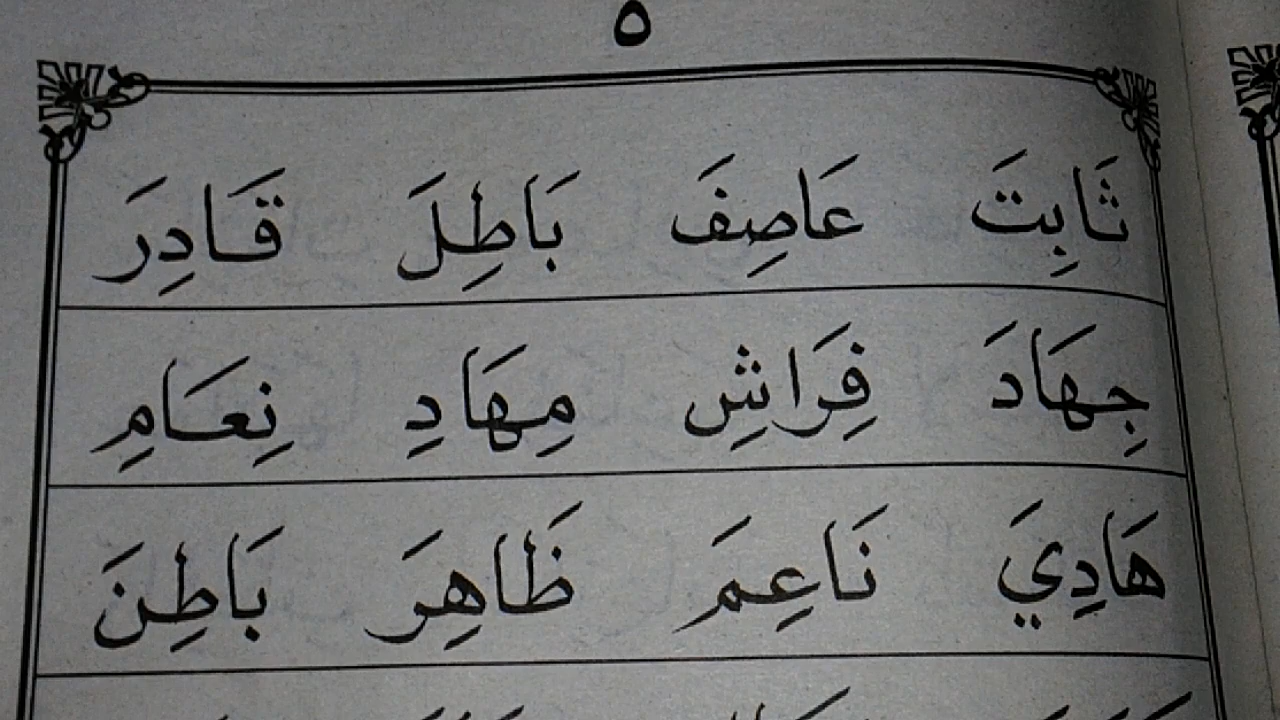 ٥
ثَابِتَ عَاصِفَ بَاطِلَ قَادِرَ
جِهَادَ فِرَاشِ مِهَادِ نِعَامِ
هَادِيَ نَاعِمَ ظَاهِرَ بَاطِنَ